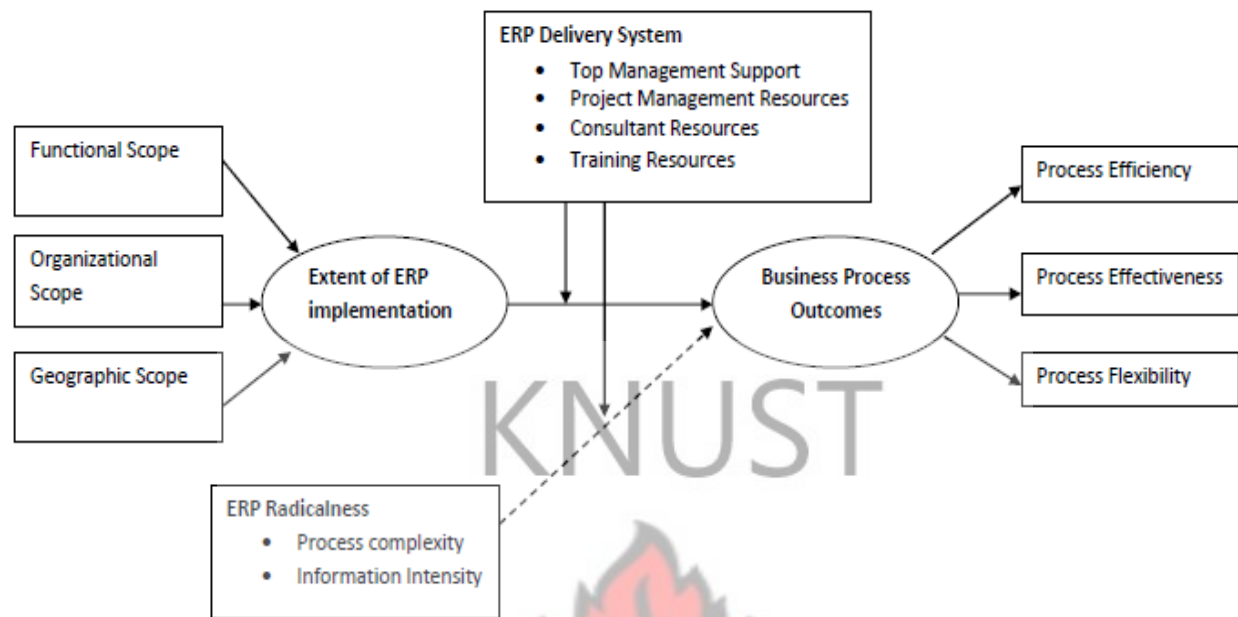 ERP Delivery System
• Top Management Support
• Project Management Resources
• Consultant Resources
• Training Resources
Functional Scope
Organizational
Scope
Geographic Scope
Extent of ERP
implementation
Business Process
Outcomes
Process Efficiency
Process Effectiveness
Process Flexibility
KNUST
ERP Radicalness
• Process complexity
• Information Intensity